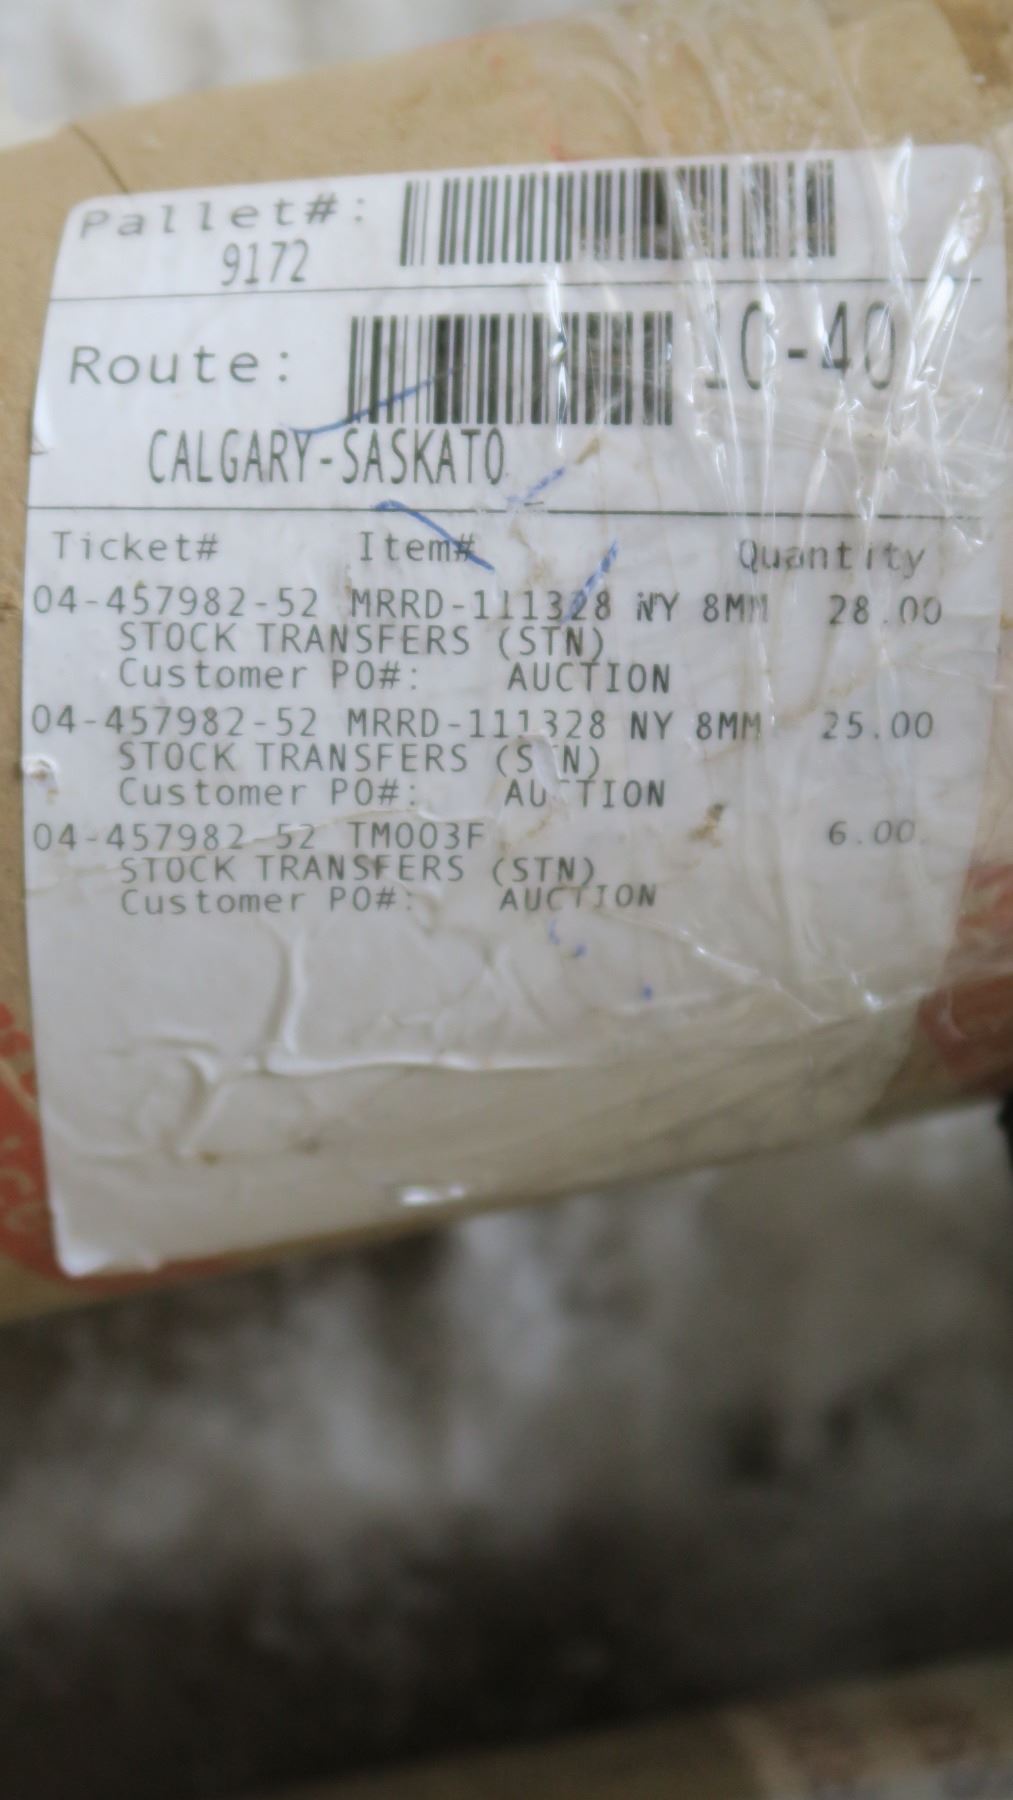 Pallet#:
9172
Route: 10-40
CALGARY-SASKATO
Ticket# Item# Quantity
04-457982-52 MRRD-111328 NY 8MM 28.00
STOCK TRANSFERS (STN)
Customer PO#: AUCTION
04-457982-52 MRRD-111328 NY 8MM 25.00
STOCK TRANSFERS (STN)
Customer PO#: AUCTION
04-457982-52 TM003F 6.00
STOCK TRANSFERS (STN)
Customer PO#: AUCTION